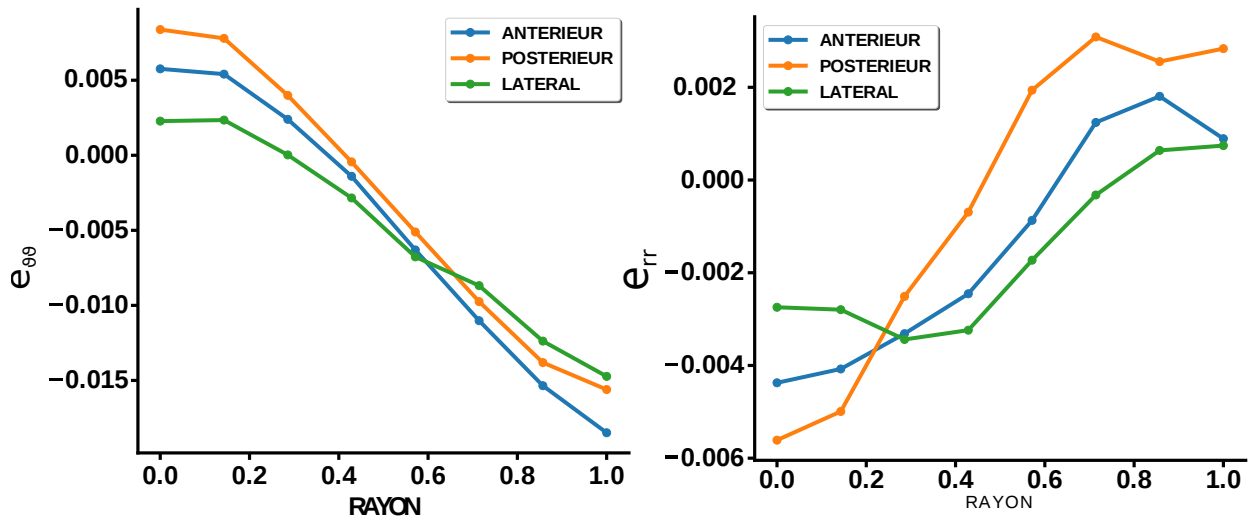 ANTERIEUR
POSTERIEUR
LATERAL
0.005
0.000
−0.005
−0.010
−0.015
eϑϑ
0.0 0.2 0.4 0.6 0.8 1.0
RAYON
ANTERIEUR
POSTERIEUR
LATERAL
0.002
0.000
−0.002
−0.004
−0.006
err
0.0 0.2 0.4 0.6 0.8 1.0
RAYON